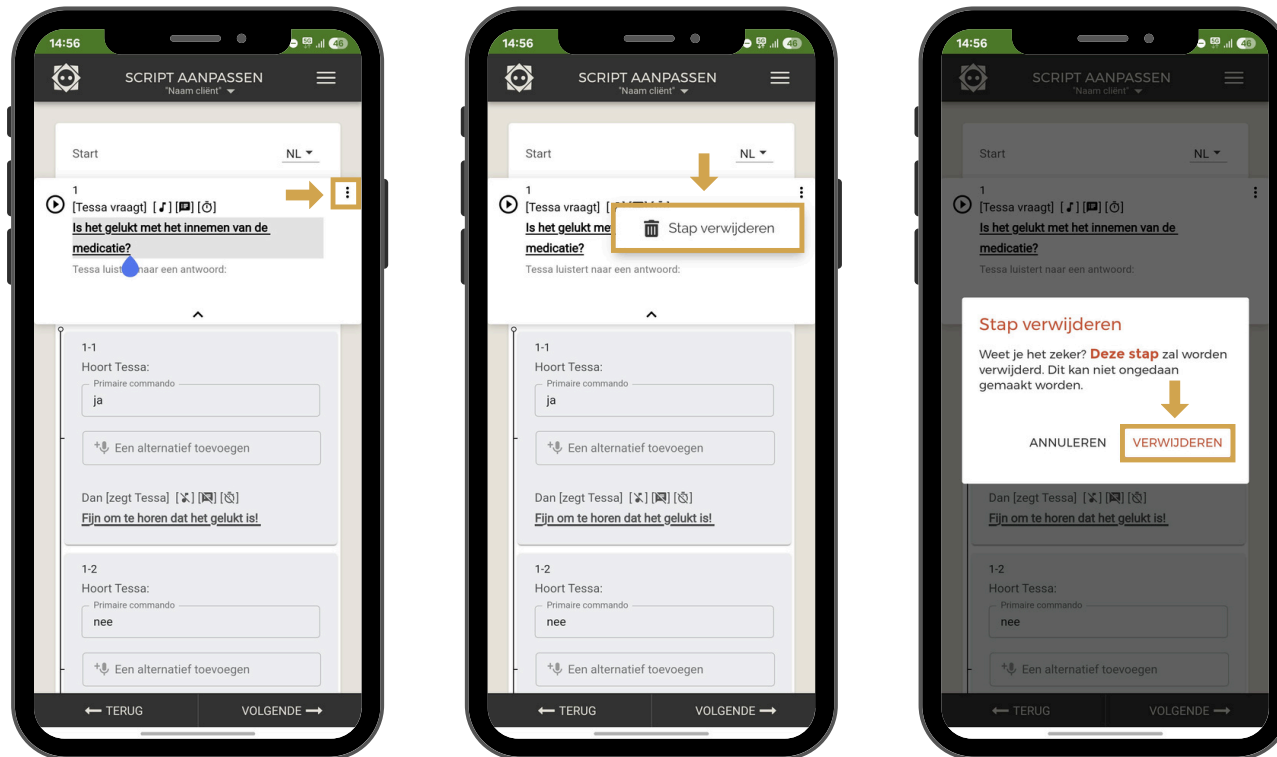 14:56
5G
46
SCRIPT AANPASSEN
"Naam cliënt"
Start
NL
1
[Tessa vraagt] [♪] [ ] [ ]
Is het gelukt met het innemen van de
medicatie?
Tessa luist naar een antwoord:
1-1
Hoort Tessa:
Primaire commando
ja
Een alternatief toevoegen
Dan [zegt Tessa] [ ] [ ] [ ]
Fijn om te horen dat het gelukt is!
1-2
Hoort Tessa:
Primaire commando
nee
Een alternatief toevoegen
TERUG
VOLGENDE
14:56
5G
46
SCRIPT AANPASSEN
"Naam cliënt"
Start
NL
1
[Tessa vraagt] [
Stap verwijderen
Is het gelukt me
medicatie?
Tessa luistert naar een antwoord:
1-1
Hoort Tessa:
Primaire commando
ja
Een alternatief toevoegen
Dan [zegt Tessa] [ ] [ ] [ ]
Fijn om te horen dat het gelukt is!
1-2
Hoort Tessa:
Primaire commando
nee
Een alternatief toevoegen
TERUG
VOLGENDE
14:56
5G
46
SCRIPT AANPASSEN
"Naam cliënt"
Start
NL
1
[Tessa vraagt] [♪] [ ] [ ]
Is het gelukt met het innemen van de
medicatie?
Tessa luistert naar een antwoord:
Stap verwijderen
Weet je het zeker? Deze stap zal worden
verwijderd. Dit kan niet ongedaan
gemaakt worden.
ANNULEREN
VERWIJDEREN
Dan [zegt Tessa] [ ] [ ] [ ]
Fijn om te horen dat het gelukt is!
1-2
Hoort Tessa:
Primaire commando
nee
Een alternatief toevoegen
TERUG
VOLGENDE